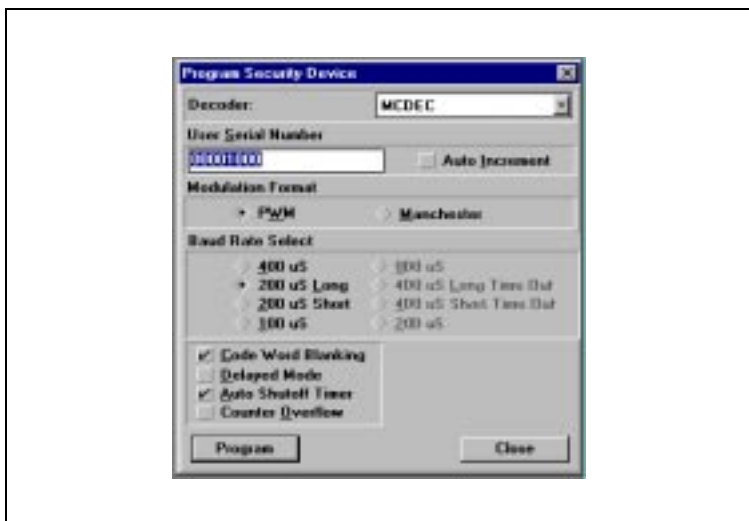 Program Security Device
Decoder: MCDEC
User Serial Number
Auto Increment
Modulation Format
PWM Manchester
Baud Rate Select
400 uS 800 uS
200 uS Long 400 uS Long Time Out
200 uS Short 400 uS Short Time Out
100 uS 200 uS
Code Word Blanking
Delayed Mode
Auto Shutoff Timer
Counter Overflow
Program Close